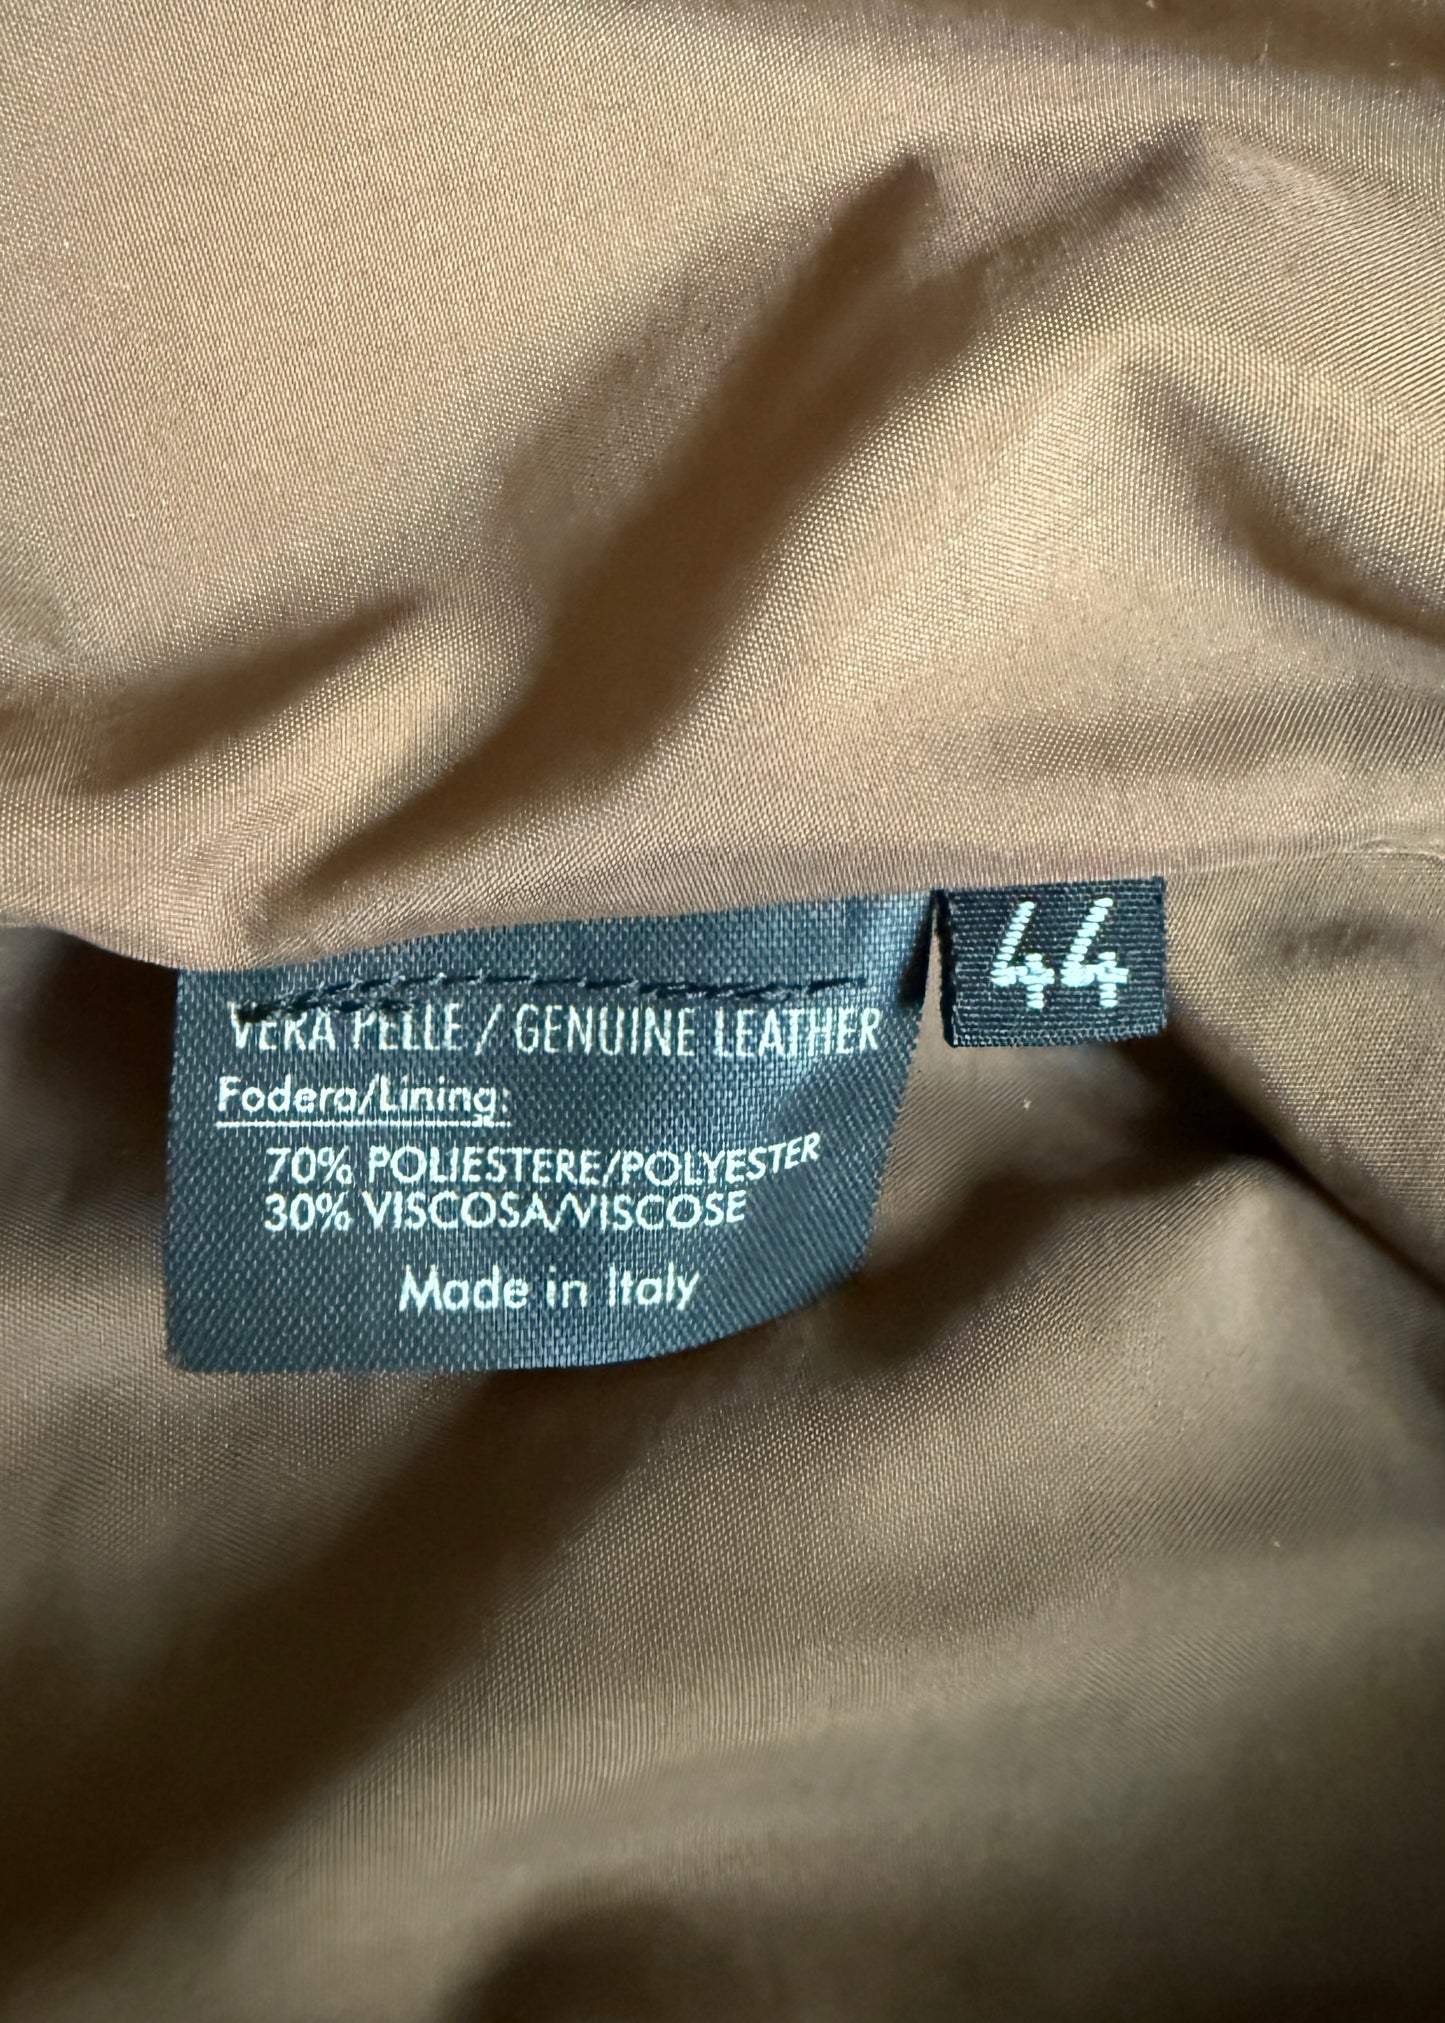 VERA PELLE / GENUINE LEATHER
Fodera/Lining:
70% POLIESTERE/POLYESTER
30% VISCOSA/VISCOSE
Made in Italy
44